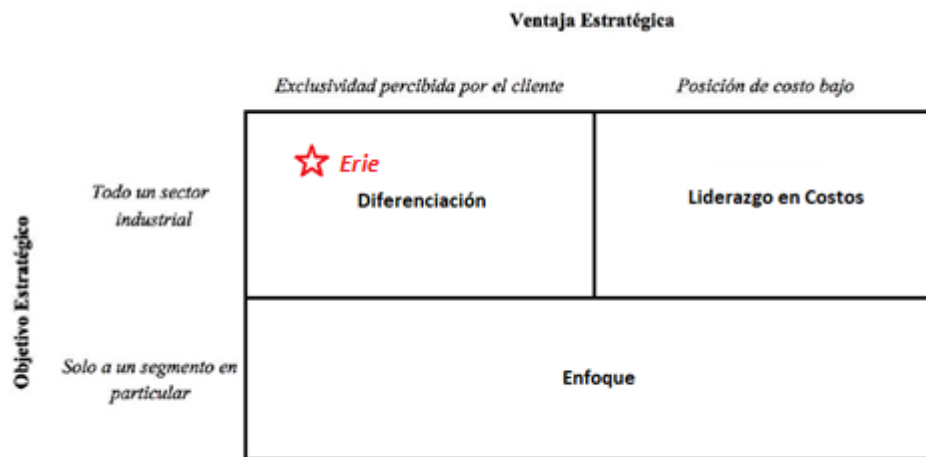 Ventaja Estratégica
Exclusividad percibida por el cliente
Posición de costo bajo
Objetivo Estratégico
Todo un sector
industrial
Erie
Diferenciación
Liderazgo en Costos
Solo a un segmento en
particular
Enfoque